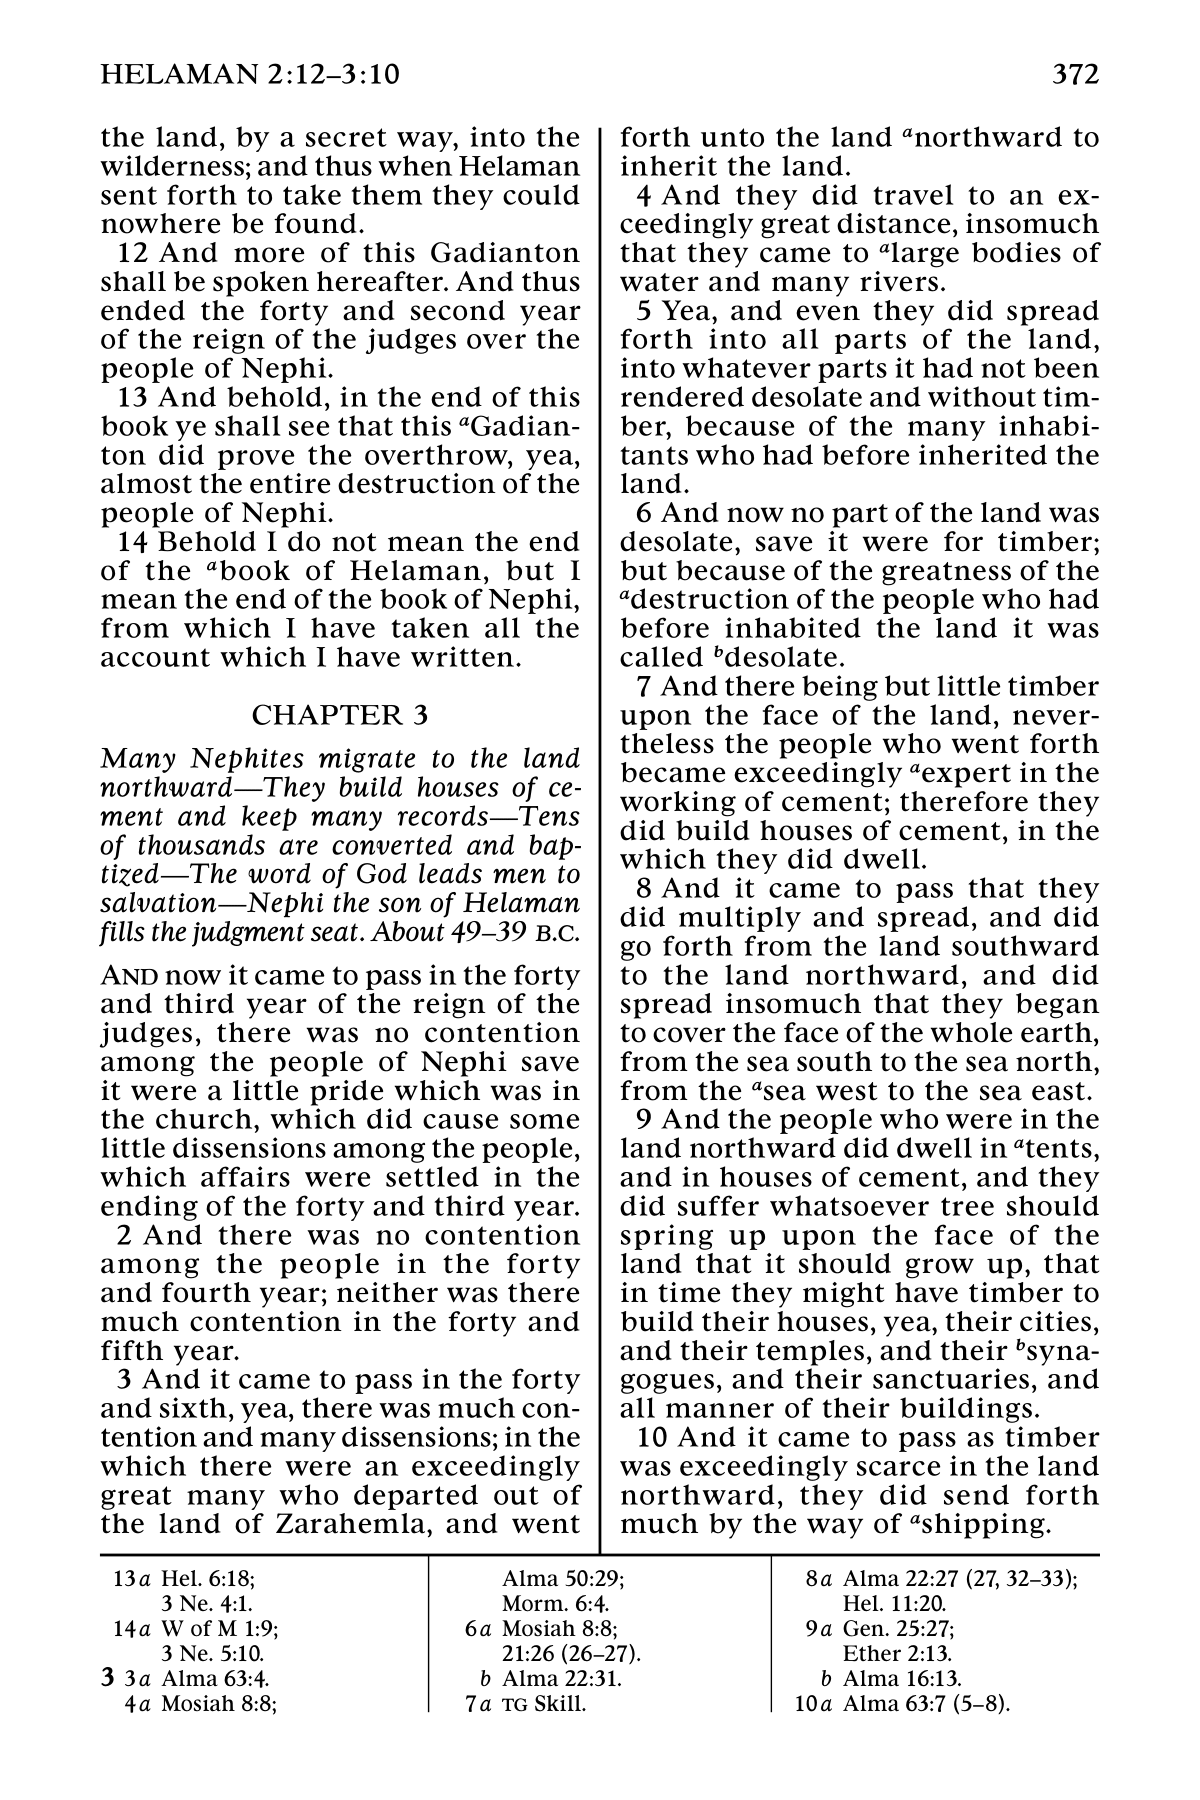 HELAMAN 2:12–3:10
372
the land, by a secret way, into the
wilderness; and thus when Helaman
sent forth to take them they could
nowhere be found.
12 And more of this Gadianton
shall be spoken hereafter. And thus
ended the forty and second year
of the reign of the judges over the
people of Nephi.
13 And behold, in the end of this
book ye shall see that this aGadian-
ton did prove the overthrow, yea,
almost the entire destruction of the
people of Nephi.
14 Behold I do not mean the end
of the abook of Helaman, but I
mean the end of the book of Nephi,
from which I have taken all the
account which I have written.
CHAPTER 3
Many Nephites migrate to the land
northward—They build houses of ce-
ment and keep many records—Tens
of thousands are converted and bap-
tized—The word of God leads men to
salvation—Nephi the son of Helaman
fills the judgment seat. About 49–39 B.C.
AND now it came to pass in the forty
and third year of the reign of the
judges, there was no contention
among the people of Nephi save
it were a little pride which was in
the church, which did cause some
little dissensions among the people,
which affairs were settled in the
ending of the forty and third year.
2 And there was no contention
among the people in the forty
and fourth year; neither was there
much contention in the forty and
fifth year.
3 And it came to pass in the forty
and sixth, yea, there was much con-
tention and many dissensions; in the
which there were an exceedingly
great many who departed out of
the land of Zarahemla, and went
forth unto the land anorthward to
inherit the land.
4 And they did travel to an ex-
ceedingly great distance, insomuch
that they came to alarge bodies of
water and many rivers.
5 Yea, and even they did spread
forth into all parts of the land,
into whatever parts it had not been
rendered desolate and without tim-
ber, because of the many inhabi-
tants who had before inherited the
land.
6 And now no part of the land was
desolate, save it were for timber;
but because of the greatness of the
adestruction of the people who had
before inhabited the land it was
called bdesolate.
7 And there being but little timber
upon the face of the land, never-
theless the people who went forth
became exceedingly aexpert in the
working of cement; therefore they
did build houses of cement, in the
which they did dwell.
8 And it came to pass that they
did multiply and spread, and did
go forth from the land southward
to the land northward, and did
spread insomuch that they began
to cover the face of the whole earth,
from the sea south to the sea north,
from the asea west to the sea east.
9 And the people who were in the
land northward did dwell in atents,
and in houses of cement, and they
did suffer whatsoever tree should
spring up upon the face of the
land that it should grow up, that
in time they might have timber to
build their houses, yea, their cities,
and their temples, and their bsyna-
gogues, and their sanctuaries, and
all manner of their buildings.
10 And it came to pass as timber
was exceedingly scarce in the land
northward, they did send forth
much by the way of ashipping.
13a Hel. 6:18;
3 Ne. 4:1.
14a W of M 1:9;
3 Ne. 5:10.
3 3a Alma 63:4.
4a Mosiah 8:8;
Alma 50:29;
Morm. 6:4.
6a Mosiah 8:8;
21:26 (26–27).
b Alma 22:31.
7a TG Skill.
8a Alma 22:27 (27, 32–33);
Hel. 11:20.
9a Gen. 25:27;
Ether 2:13.
b Alma 16:13.
10a Alma 63:7 (5–8).